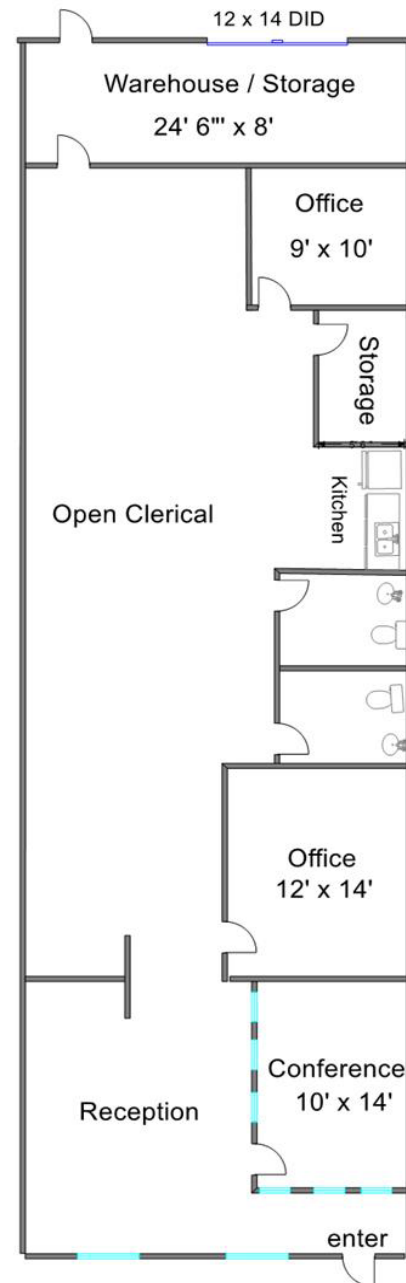 12 x 14 DID
Warehouse / Storage
24' 6"' x 8'
Office
9' x 10'
Storage
Kitchen
Open Clerical
Office
12' x 14'
Conference
10' x 14'
Reception
enter